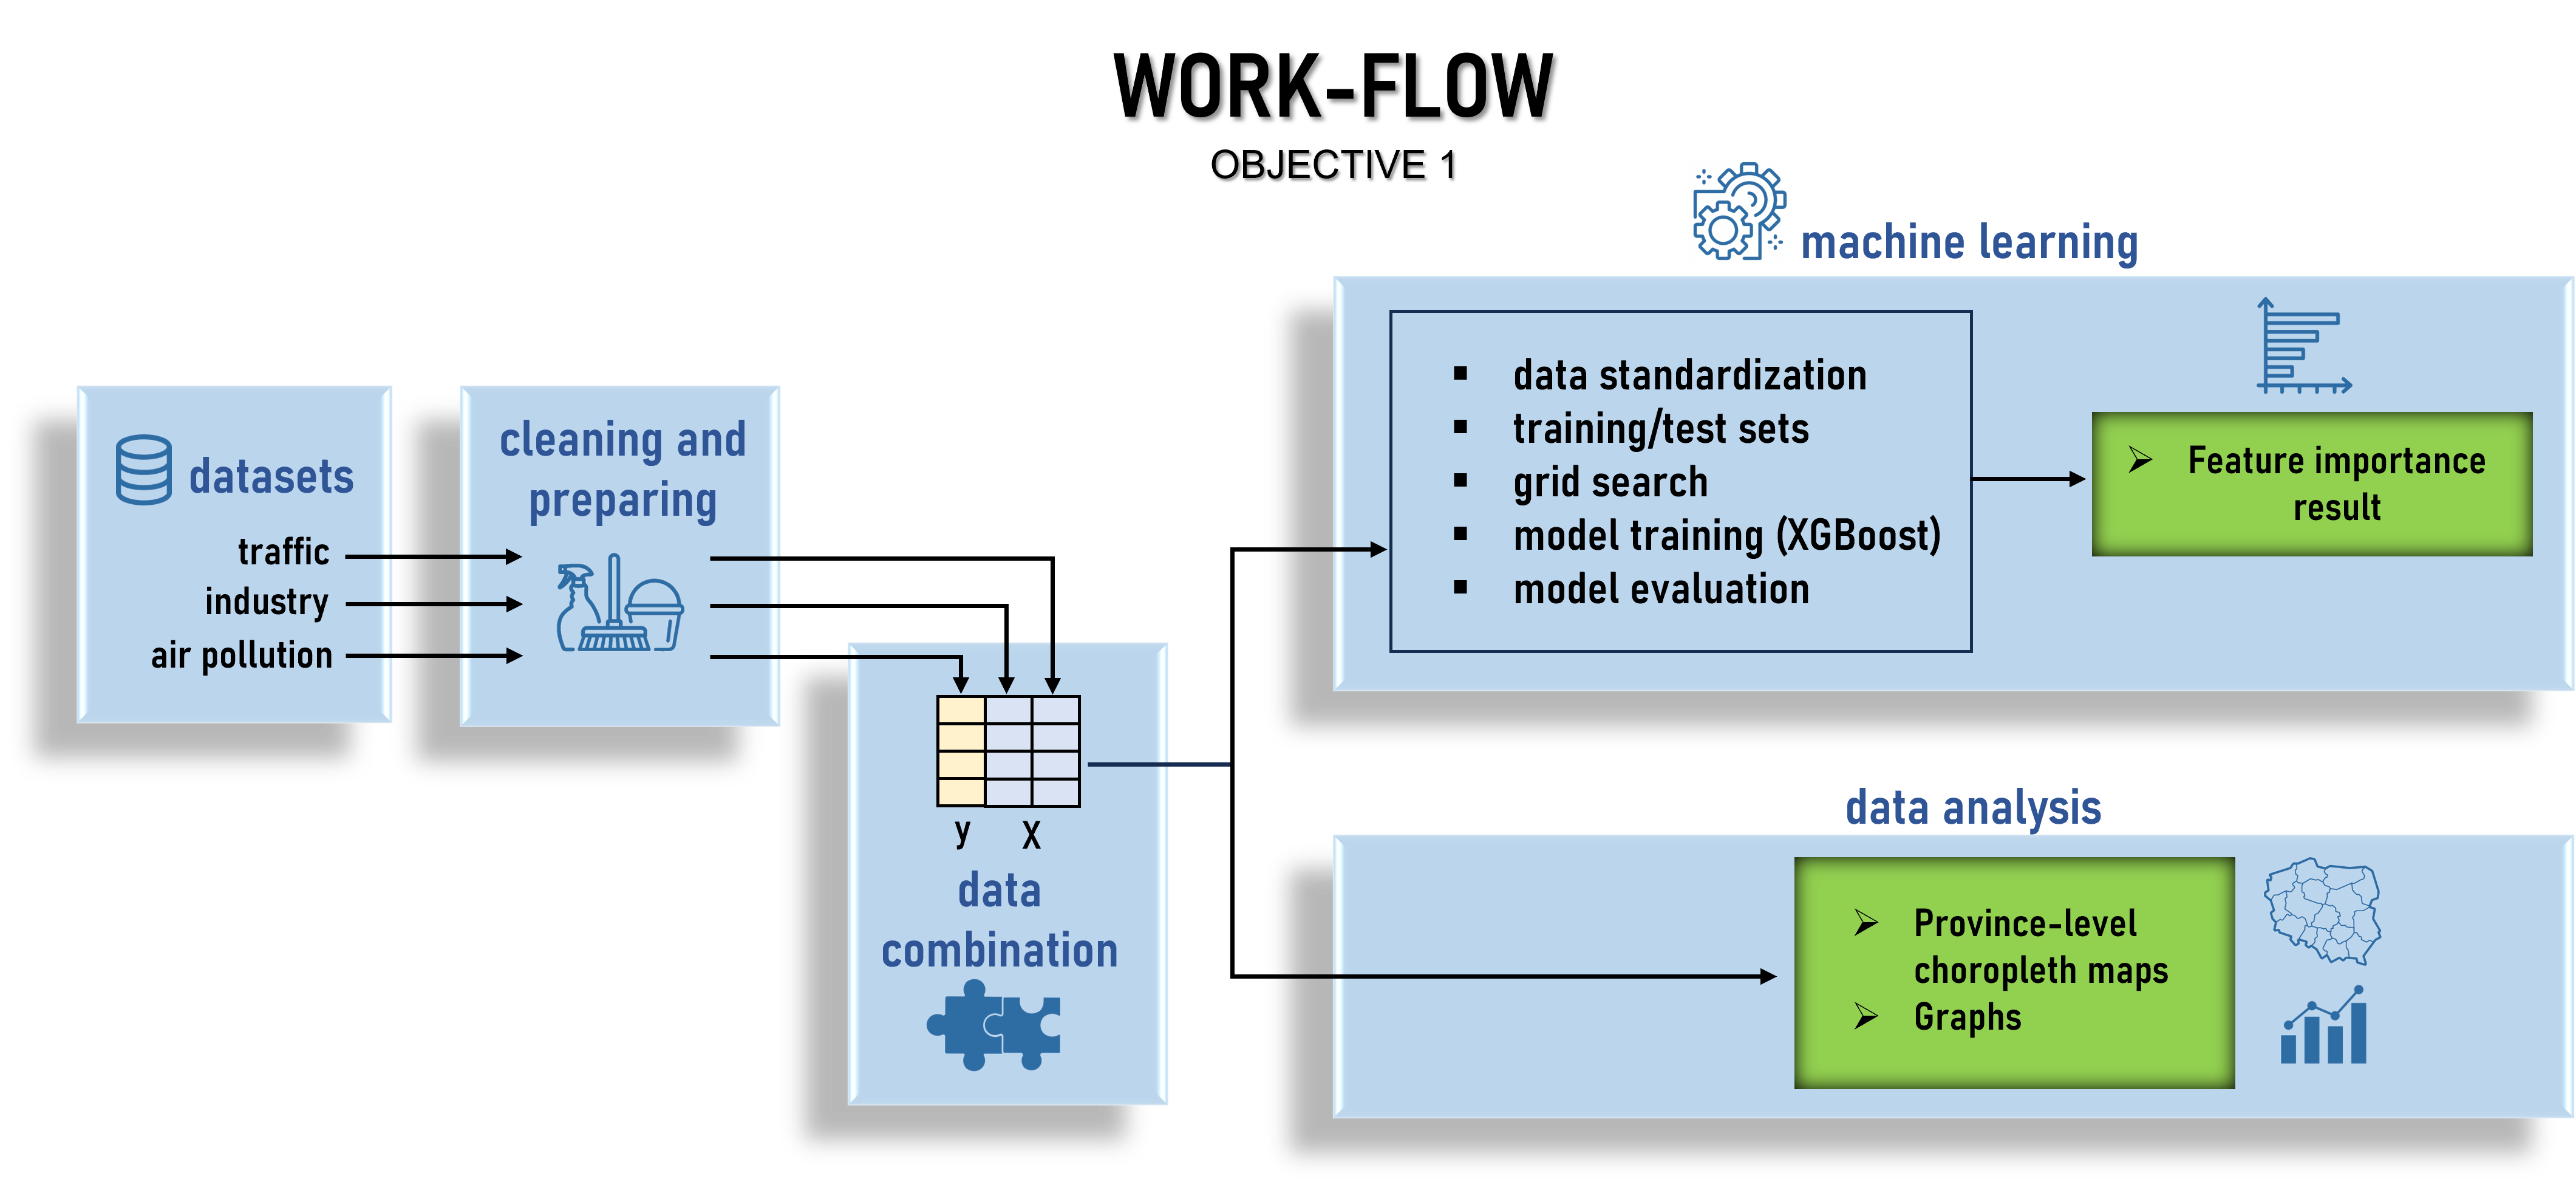 WORK-FLOW
OBJECTIVE 1
datasets
traffic
industry
air pollution
cleaning and
preparing
y X
data
combination
machine learning
▪ data standardization
▪ training/test sets
▪ grid search
▪ model training (XGBoost)
▪ model evaluation
➢ Feature importance
result
data analysis
➢ Province-level
choropleth maps
➢ Graphs